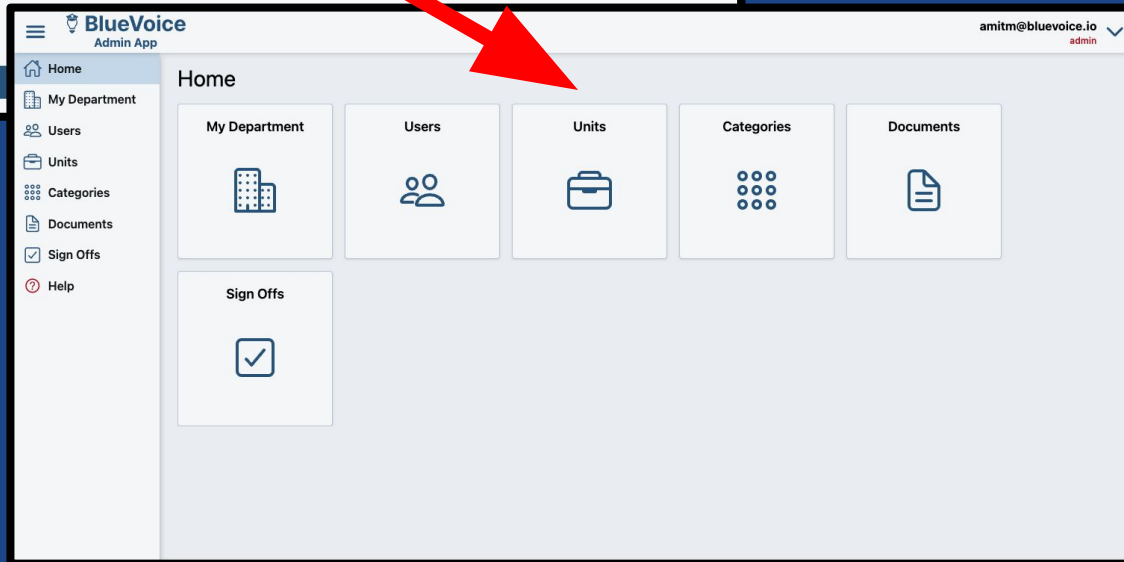 BlueVoice
Admin App
amitm@bluevoice.io
admin
Home
My Department
Users
Units
Categories
Documents
Sign Offs
Help
Home
My Department
Users
Units
Categories
Documents
Sign Offs